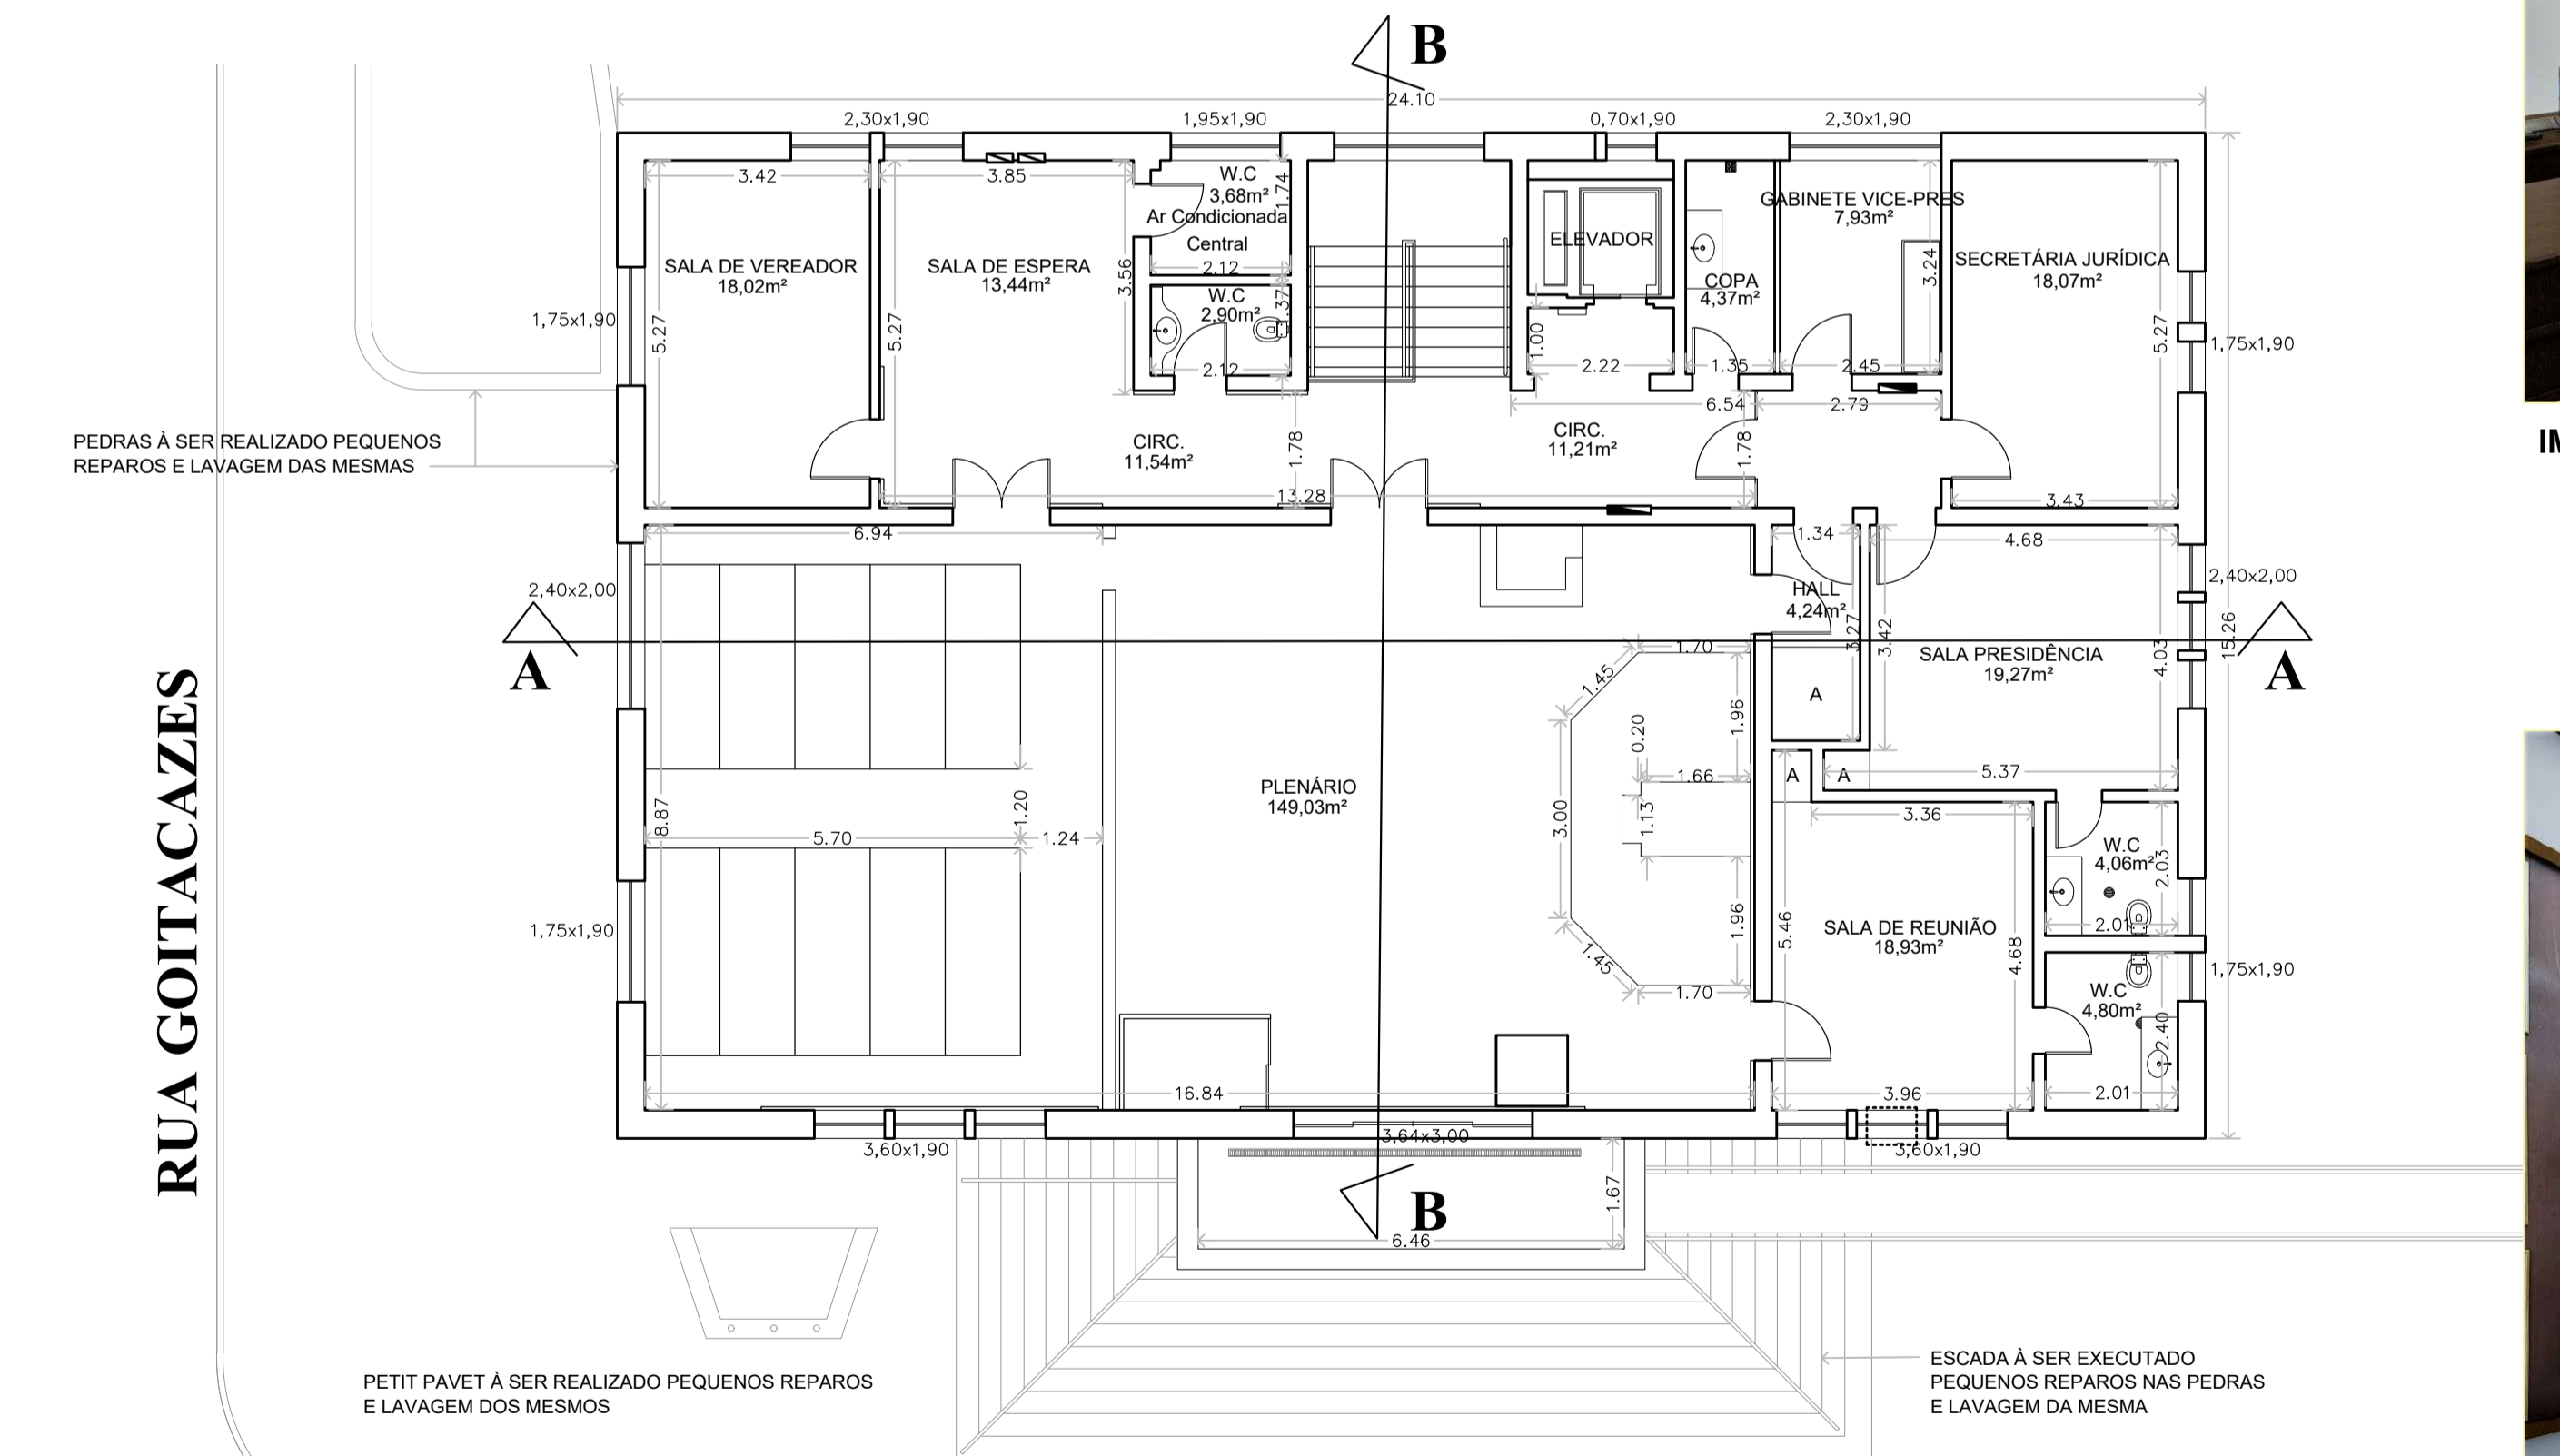 B
24.10
2,30x1,90
1,95x1,90
0,70x1,90
2,30x1,90
3.42
3.85
W.C
3,68m²
1.74
Ar Condicionada
Central
2.12
GABINETE VICE-PRES
7,93m²
ELEVADOR
SALA DE VEREADOR
18,02m²
SALA DE ESPERA
13,44m²
3.56
W.C
2,90m²
1.37
2.12
COPA
4,37m²
3.24
SECRETÁRIA JURÍDICA
18,07m²
1,75x1,90
5.27
5.27
1.00
2.22
1.35
2.45
5.27
1,75x1,90
6.54
2.79
PEDRAS À SER REALIZADO PEQUENOS
REPAROS E LAVAGEM DAS MESMAS
CIRC.
11,54m²
1.78
CIRC.
11,21m²
1.78
13.28
3.43
IM
6.94
1.34
4.68
2,40x2,00
HALL
4,24m²
3.27
3.42
2,40x2,00
15.26
A
A
1.70
1.45
SALA PRESIDÊNCIA
19,27m²
4.03
A
1.96
0.20
1.66
A
A
5.37
RUA GOITACAZES
PLENÁRIO
149,03m²
8.87
1.20
5.70
1.24
3.00
1.13
3.36
W.C
4,06m²
2.03
2.01
1,75x1,90
1.96
1.45
1.70
5.46
SALA DE REUNIÃO
18,93m²
4.68
1,75x1,90
W.C
4,80m²
2.40
16.84
3.96
2.01
3,60x1,90
3,64x3,00
3,60x1,90
1.67
B
6.46
PETIT PAVET À SER REALIZADO PEQUENOS REPAROS
E LAVAGEM DOS MESMOS
ESCADA À SER EXECUTADO
PEQUENOS REPAROS NAS PEDRAS
E LAVAGEM DA MESMA